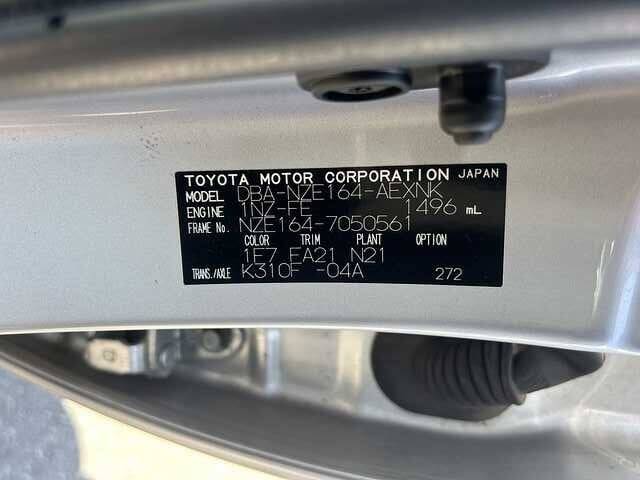 TOYOTA MOTOR CORPORATION JAPAN
MODEL DBA-NZE164-AEXNK
ENGINE 1NZ-FE 1496 mL
FRAME No. NZE164-7050561
COLOR TRIM PLANT OPTION
1E7 EA21 N21
TRANS./AXLE K310F -04A 272